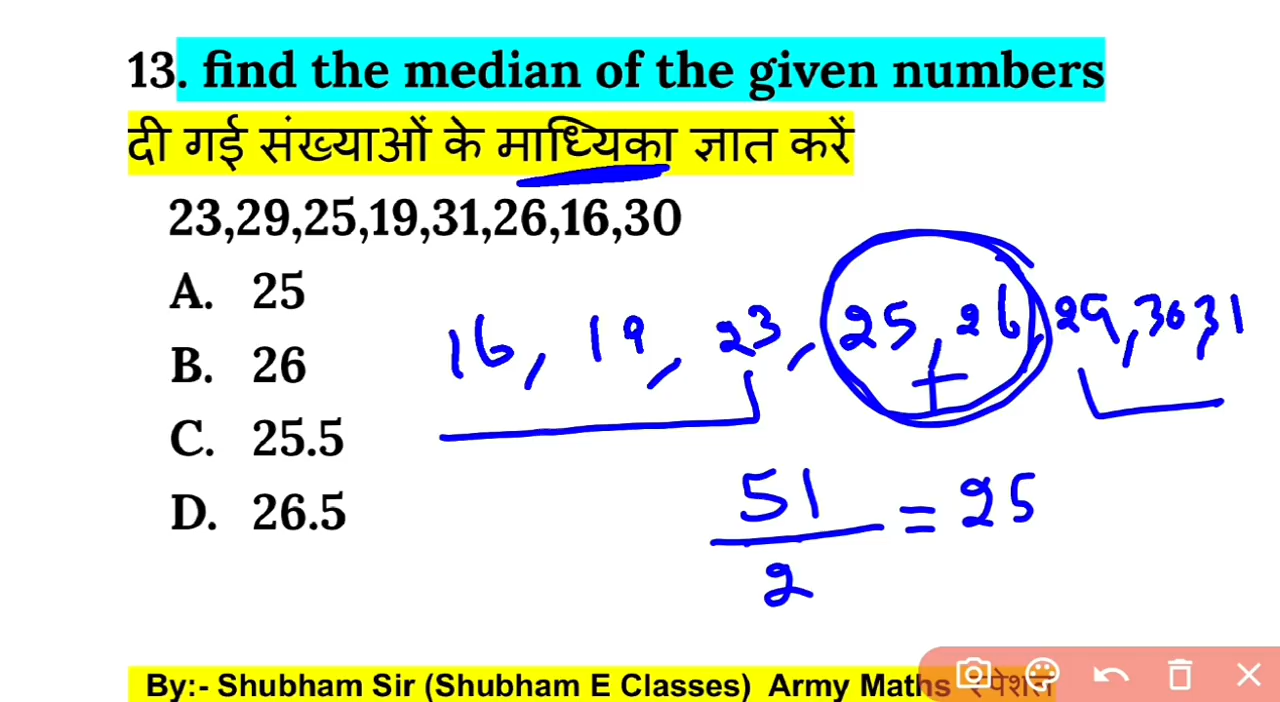 13. find the median of the given numbers
दी गई संख्याओं के माध्यिका ज्ञात करें
23,29,25,19,31,26,16,30
A. 25
B. 26
C. 25.5
D. 26.5
16, 19, 23, 25, 26, 29, 30, 31
+
51
2
= 25
By:- Shubham Sir (Shubham E Classes) Army Maths स्पेशल